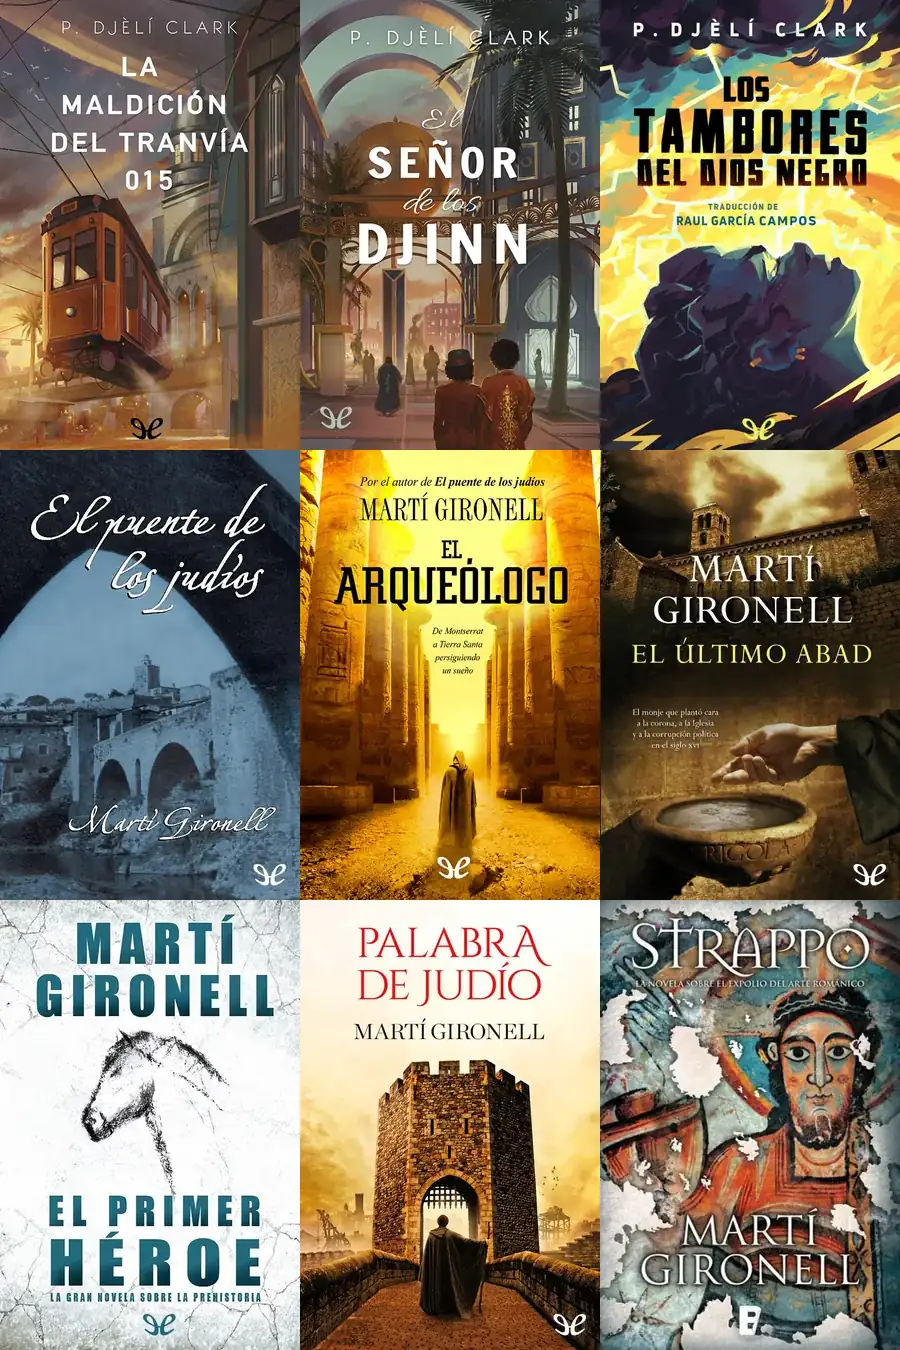 P. DJÈLÍ CLARK
LA
MALDICIÓN
DEL TRANVÍA
015
P. DJÈLÍ CLARK
El
SEÑOR
de los
DJINN
P. DJÈLÍ CLARK
LOS
TAMBORES
DEL DIOS NEGRO
TRADUCCIÓN DE
RAUL GARCÍA CAMPOS
El puente de
los judíos
Martí Gironell
Por el autor de El puente de los judíos
MARTÍ GIRONELL
EL
ARQUEÓLOGO
De Montserrat
a Tierra Santa
persiguiendo
un sueño
MARTÍ
GIRONELL
EL ÚLTIMO ABAD
El monje que plantó cara
a la corona, a la Iglesia
y a la corrupción política
en el siglo XVI
RIGOLA
MARTÍ
GIRONELL
EL PRIMER
HÉROE
LA GRAN NOVELA SOBRE LA PREHISTORIA
PALABRA
DE JUDÍO
MARTÍ GIRONELL
STRAPPO
LA NOVELA SOBRE EL EXPOLIO DEL ARTE ROMÁNICO
MARTÍ
GIRONELL
B